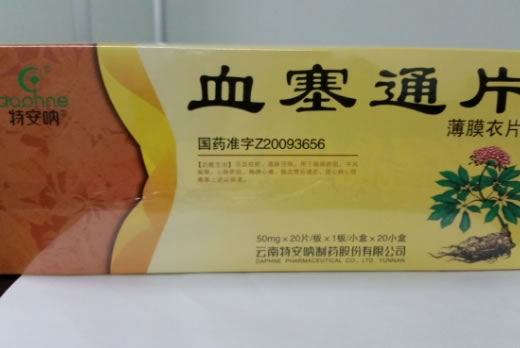 daphne
特安呐®
血塞通片
薄膜衣片
国药准字Z20093656
50mg×20片/板×1板/小盒×20小盒
云南特安呐制药股份有限公司
DAPHNE PHARMACEUTICAL CO., LTD. YUNNAN